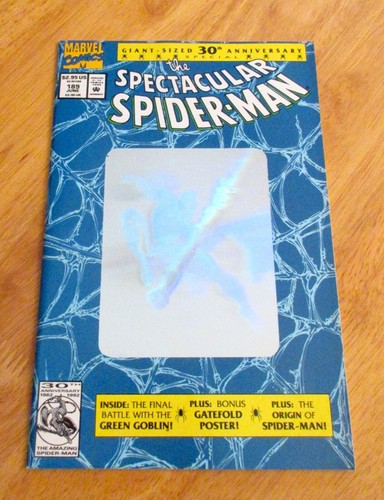 MARVEL
COMICS
GIANT-SIZED 30th ANNIVERSARY
SPECIAL
$2.95 US
189
JUNE
the
SPECTACULAR
SPIDER-MAN
INSIDE: THE FINAL
BATTLE WITH THE
GREEN GOBLIN!
PLUS: BONUS
GATEFOLD
POSTER!
PLUS: THE
ORIGIN OF
SPIDER-MAN!
30TH
ANNIVERSARY
1962 1992
THE AMAZING
SPIDER-MAN